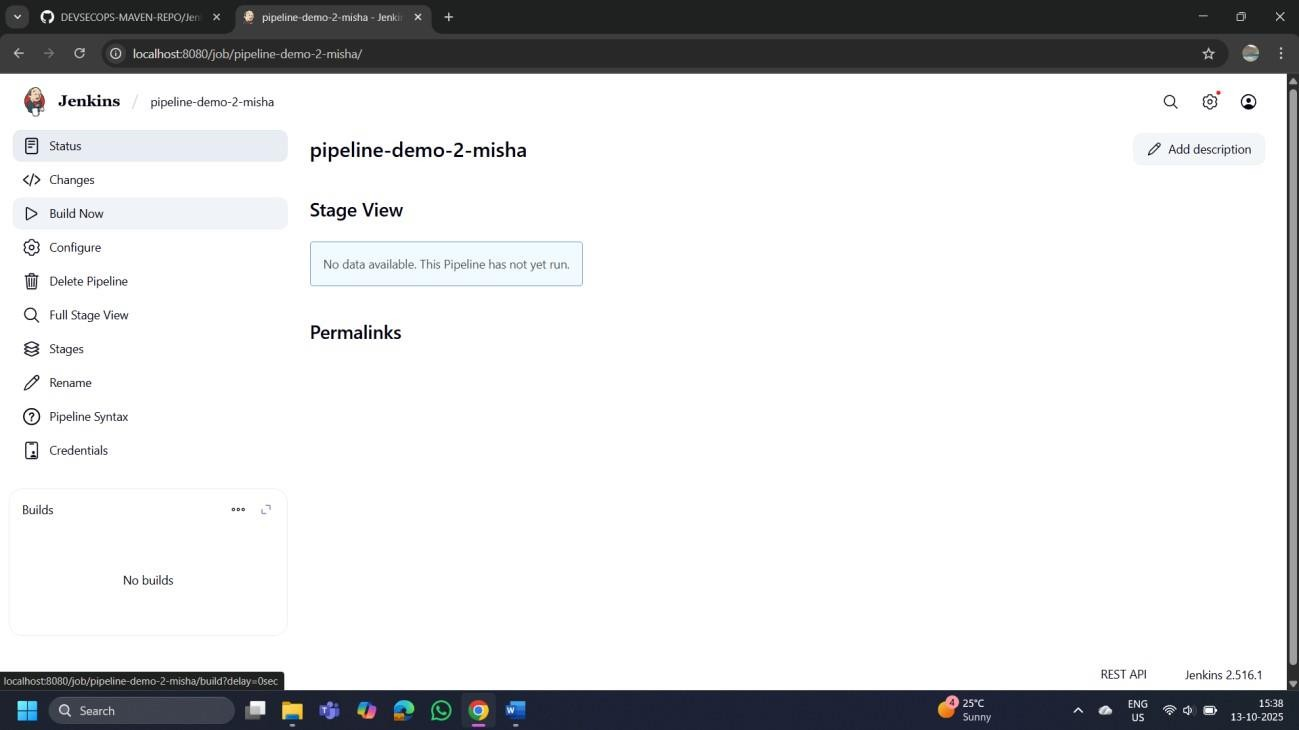 DEVSECOPS-MAVEN-REPO/Jen
pipeline-demo-2-misha - Jenki
localhost:8080/job/pipeline-demo-2-misha/
Jenkins / pipeline-demo-2-misha
Status
Changes
Build Now
Configure
Delete Pipeline
Full Stage View
Stages
Rename
Pipeline Syntax
Credentials
Builds
No builds
pipeline-demo-2-misha
Add description
Stage View
No data available. This Pipeline has not yet run.
Permalinks
REST API
Jenkins 2.516.1
localhost:8080/job/pipeline-demo-2-misha/build?delay=0sec
Search
4
25°C
Sunny
ENG
US
15:38
13-10-2025